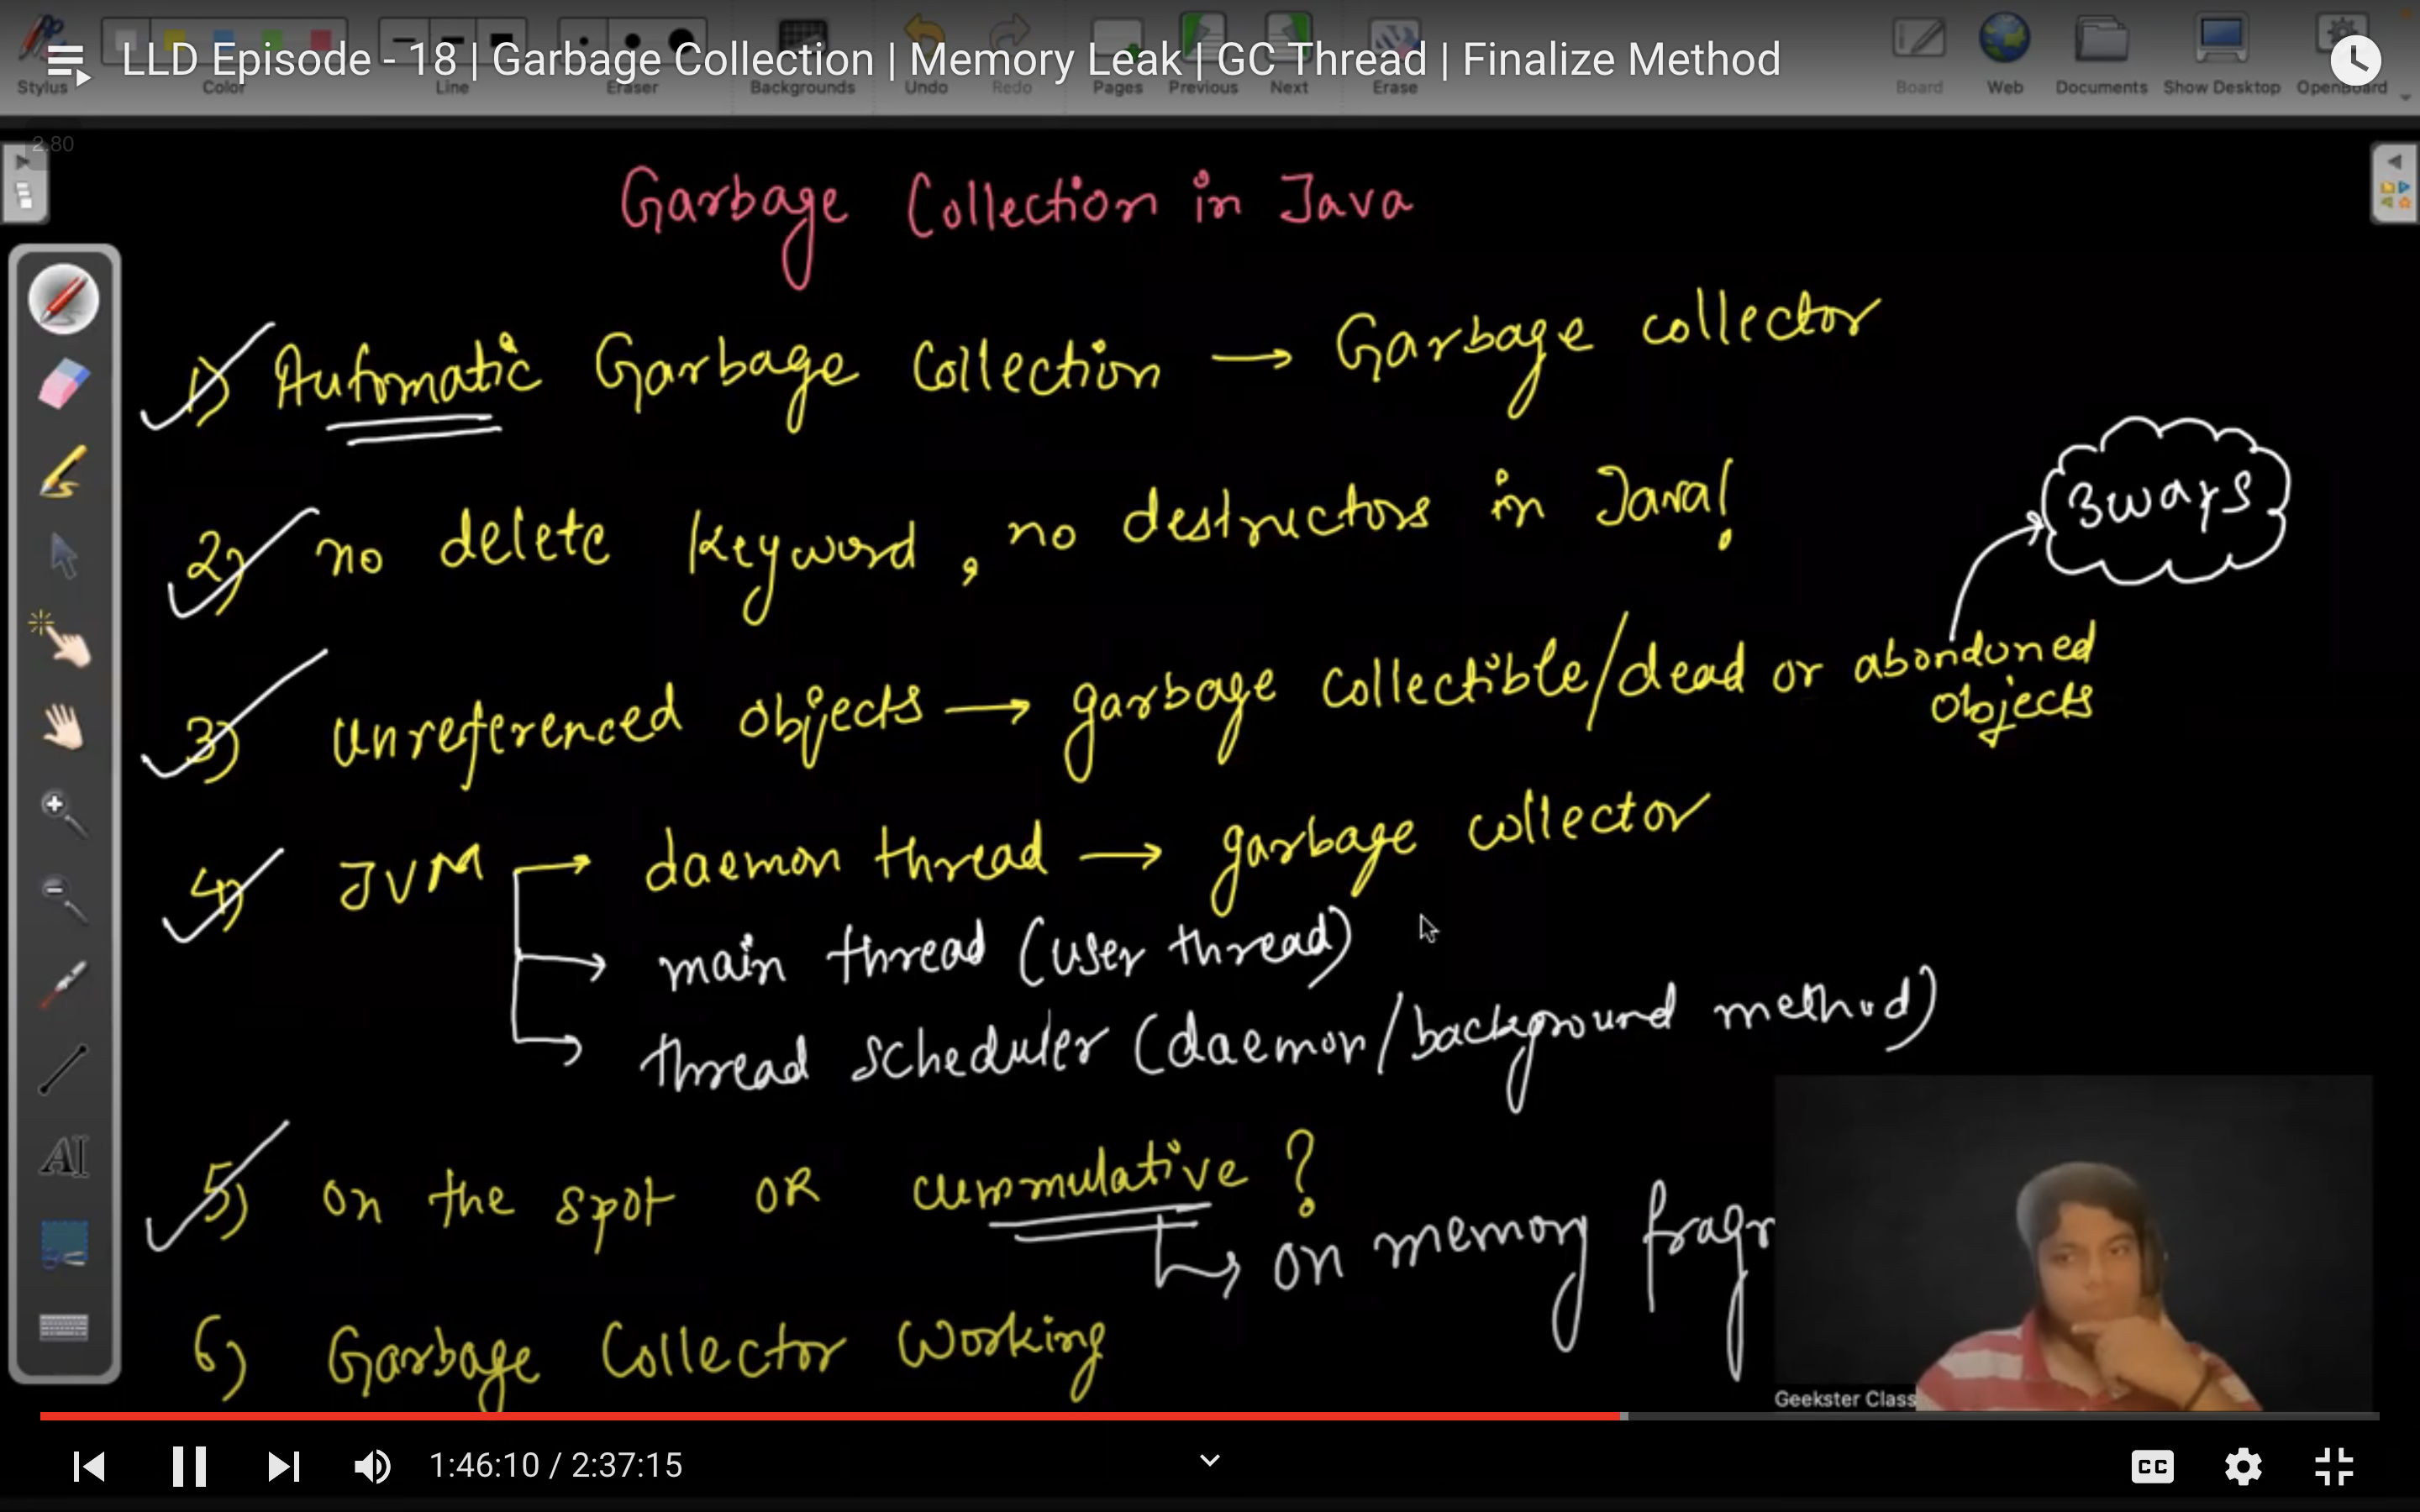 LLD Episode - 18 | Garbage Collection | Memory Leak | GC Thread | Finalize Method
Stylus Color Line Eraser Backgrounds Undo Redo Pages Previous Next Erase Board Web Documents Show Desktop OpenBoard
2.80
Garbage Collection in Java
1) Automatic Garbage Collection → Garbage collector
3 ways
2) no delete keyword, no destructors in Java!
3) unreferenced objects → garbage collectible/dead or abondoned
objects
4) JVM → daemon thread → garbage collector
→ main thread (user thread)
→ thread scheduler (daemon/background method)
5) on the spot OR cummulative ?
→ on memory fragr
6) Garbage Collector Working
AI
Geekster Class
1:46:10 / 2:37:15
CC